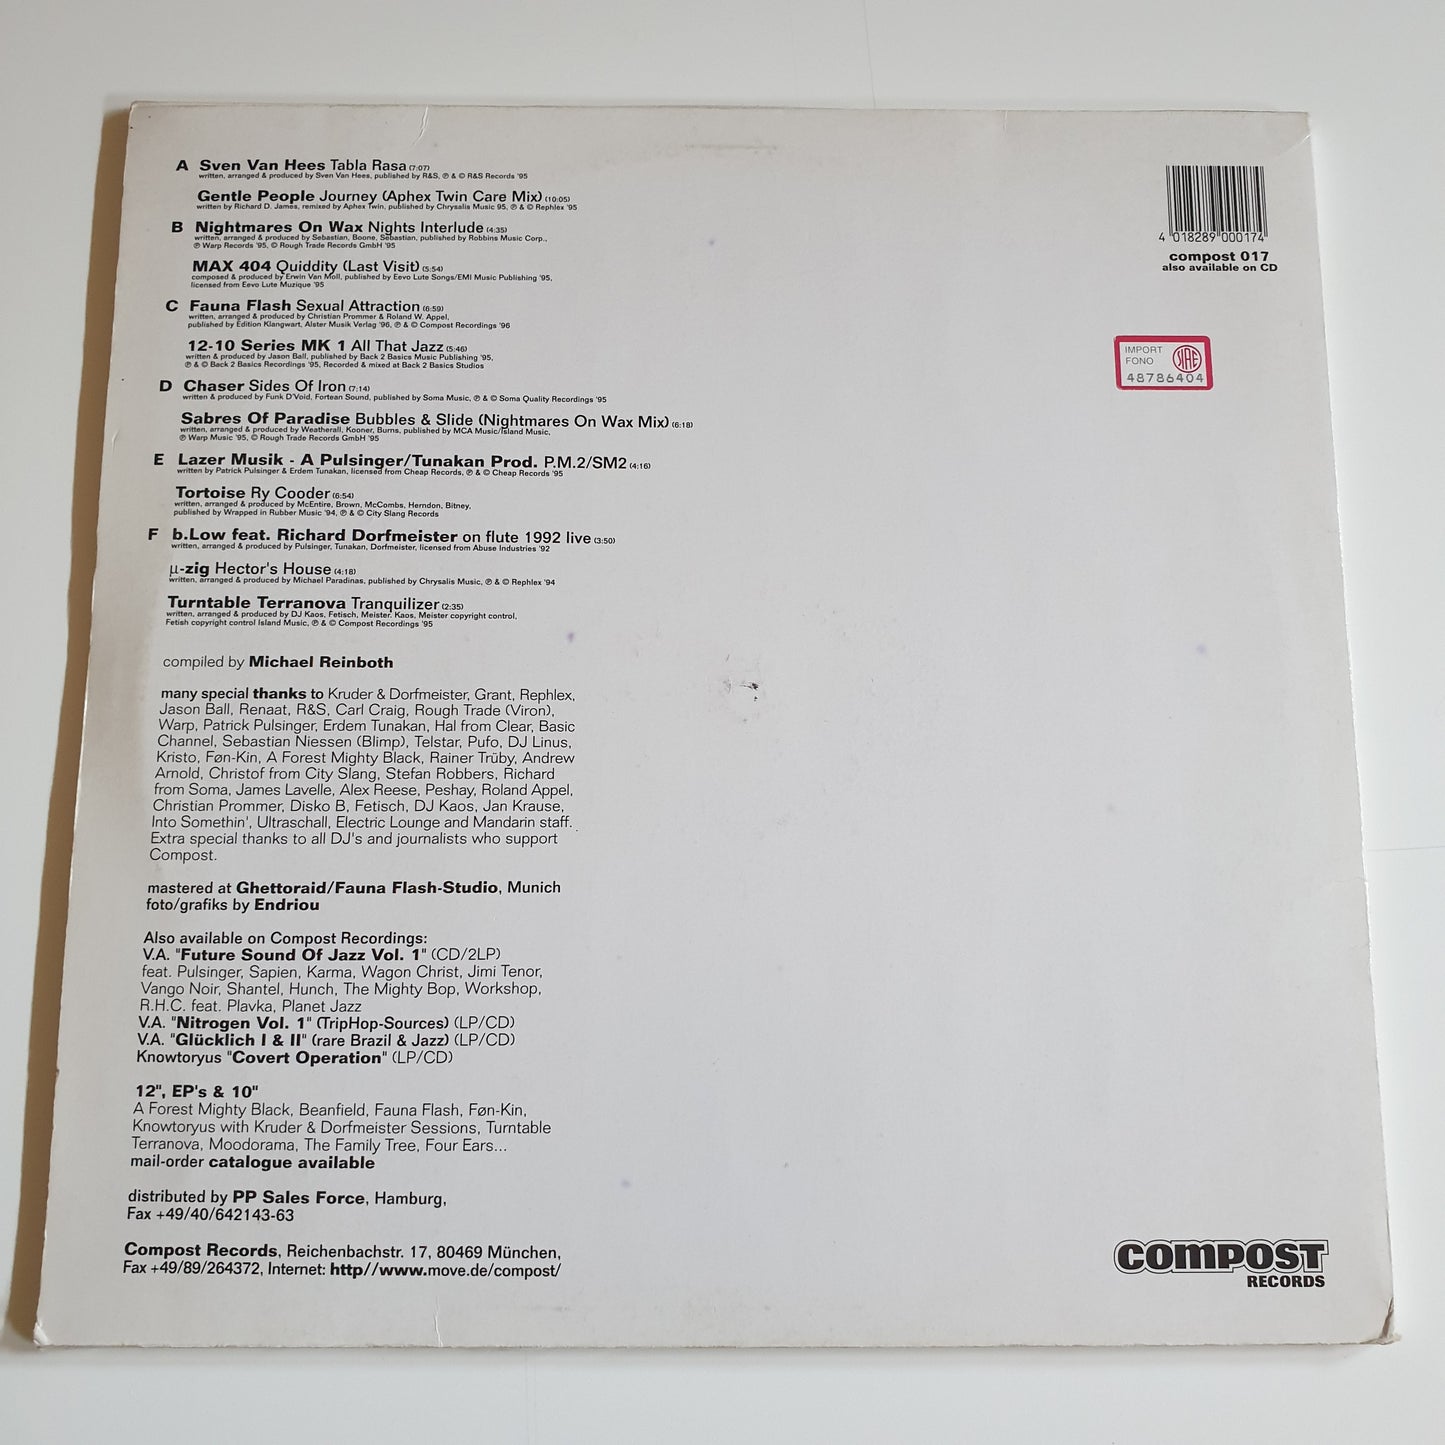 A Sven Van Hees Tabla Rasa (7:07)
written, arranged & produced by Sven Van Hees, published by R&S, ℗ & © R&S Records '95
Gentle People Journey (Aphex Twin Care Mix) (10:05)
written by Richard D. James, remixed by Aphex Twin, published by Chrysalis Music 95, ℗ & © Rephlex '95
B Nightmares On Wax Nights Interlude (4:35)
written, arranged & produced by Sebastian, Boone, Sebastian, published by Robbins Music Corp.,
℗ Warp Records '95, © Rough Trade Records GmbH '95
MAX 404 Quiddity (Last Visit) (5:54)
composed & produced by Erwin Van Moll, published by Eevo Lute Songs/EMI Music Publishing '95,
licensed from Eevo Lute Muzique '95
C Fauna Flash Sexual Attraction (6:59)
written, arranged & produced by Christian Prommer & Roland W. Appel,
published by Edition Klangwart, Alster Musik Verlag '96, ℗ & © Compost Recordings '96
12-10 Series MK 1 All That Jazz (5:46)
written & produced by Jason Ball, published by Back 2 Basics Music Publishing '95,
℗ & © Back 2 Basics Recordings '95, Recorded & mixed at Back 2 Basics Studios
D Chaser Sides Of Iron (7:14)
written & produced by Funk D'Void, Fortean Sound, published by Soma Music, ℗ & © Soma Quality Recordings '95
Sabres Of Paradise Bubbles & Slide (Nightmares On Wax Mix) (6:18)
written, arranged & produced by Weatherall, Kooner, Burns, published by MCA Music/Island Music,
℗ Warp Music '95, © Rough Trade Records GmbH '95
E Lazer Musik - A Pulsinger/Tunakan Prod. P.M.2/SM2 (4:16)
written by Patrick Pulsinger & Erdem Tunakan, licensed from Cheap Records, ℗ & © Cheap Records '95
Tortoise Ry Cooder (6:54)
written, arranged & produced by McEntire, Brown, McCombs, Herndon, Bitney,
published by Wrapped in Rubber Music '94, ℗ & © City Slang Records
F b.Low feat. Richard Dorfmeister on flute 1992 live (3:50)
written, arranged & produced by Pulsinger, Tunakan, Dorfmeister, licensed from Abuse Industries '92
µ-zig Hector's House (4:18)
written, arranged & produced by Michael Paradinas, published by Chrysalis Music, ℗ & © Rephlex '94
Turntable Terranova Tranquilizer (2:35)
written, arranged & produced by DJ Kaos, Fetisch, Meister. Kaos, Meister copyright control,
Fetish copyright control Island Music, ℗ & © Compost Recordings '95
compiled by Michael Reinboth
many special thanks to Kruder & Dorfmeister, Grant, Rephlex,
Jason Ball, Renaat, R&S, Carl Craig, Rough Trade (Viron),
Warp, Patrick Pulsinger, Erdem Tunakan, Hal from Clear, Basic
Channel, Sebastian Niessen (Blimp), Telstar, Pufo, DJ Linus,
Kristo, Føn-Kin, A Forest Mighty Black, Rainer Trüby, Andrew
Arnold, Christof from City Slang, Stefan Robbers, Richard
from Soma, James Lavelle, Alex Reese, Peshay, Roland Appel,
Christian Prommer, Disko B, Fetisch, DJ Kaos, Jan Krause,
Into Somethin', Ultraschall, Electric Lounge and Mandarin staff.
Extra special thanks to all DJ's and journalists who support
Compost.
mastered at Ghettoraid/Fauna Flash-Studio, Munich
foto/grafiks by Endriou
Also available on Compost Recordings:
V.A. "Future Sound Of Jazz Vol. 1" (CD/2LP)
feat. Pulsinger, Sapien, Karma, Wagon Christ, Jimi Tenor,
Vango Noir, Shantel, Hunch, The Mighty Bop, Workshop,
R.H.C. feat. Plavka, Planet Jazz
V.A. "Nitrogen Vol. 1" (TripHop-Sources) (LP/CD)
V.A. "Glücklich I & II" (rare Brazil & Jazz) (LP/CD)
Knowtoryus "Covert Operation" (LP/CD)
12", EP's & 10"
A Forest Mighty Black, Beanfield, Fauna Flash, Føn-Kin,
Knowtoryus with Kruder & Dorfmeister Sessions, Turntable
Terranova, Moodorama, The Family Tree, Four Ears...
mail-order catalogue available
distributed by PP Sales Force, Hamburg,
Fax +49/40/642143-63
Compost Records, Reichenbachstr. 17, 80469 München,
Fax +49/89/264372, Internet: http//www.move.de/compost/
4 018289 000174
compost 017
also available on CD
IMPORT
FONO
SIAE
48786404
COMPOST
RECORDS